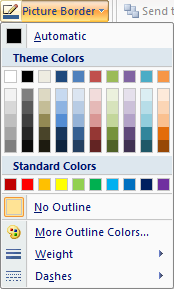 Picture Border
Send t
Automatic
Theme Colors
Standard Colors
No Outline
More Outline Colors...
Weight
Dashes